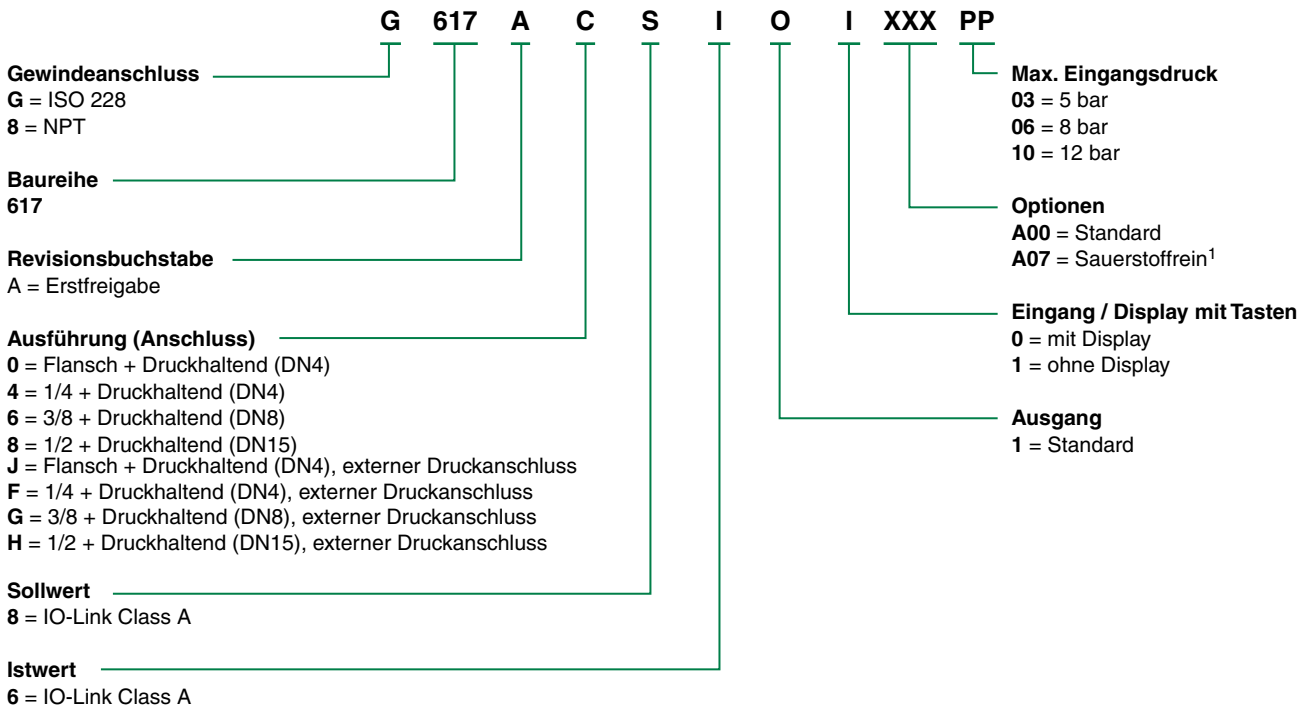 G 617 A C S I O I XXX PP
Gewindeanschluss
G = ISO 228
8 = NPT
Baureihe
617
Revisionsbuchstabe
A = Erstfreigabe
Ausführung (Anschluss)
0 = Flansch + Druckhaltend (DN4)
4 = 1/4 + Druckhaltend (DN4)
6 = 3/8 + Druckhaltend (DN8)
8 = 1/2 + Druckhaltend (DN15)
J = Flansch + Druckhaltend (DN4), externer Druckanschluss
F = 1/4 + Druckhaltend (DN4), externer Druckanschluss
G = 3/8 + Druckhaltend (DN8), externer Druckanschluss
H = 1/2 + Druckhaltend (DN15), externer Druckanschluss
Sollwert
8 = IO-Link Class A
Istwert
6 = IO-Link Class A
Max. Eingangsdruck
03 = 5 bar
06 = 8 bar
10 = 12 bar
Optionen
A00 = Standard
A07 = Sauerstoffrein¹
Eingang / Display mit Tasten
0 = mit Display
1 = ohne Display
Ausgang
1 = Standard